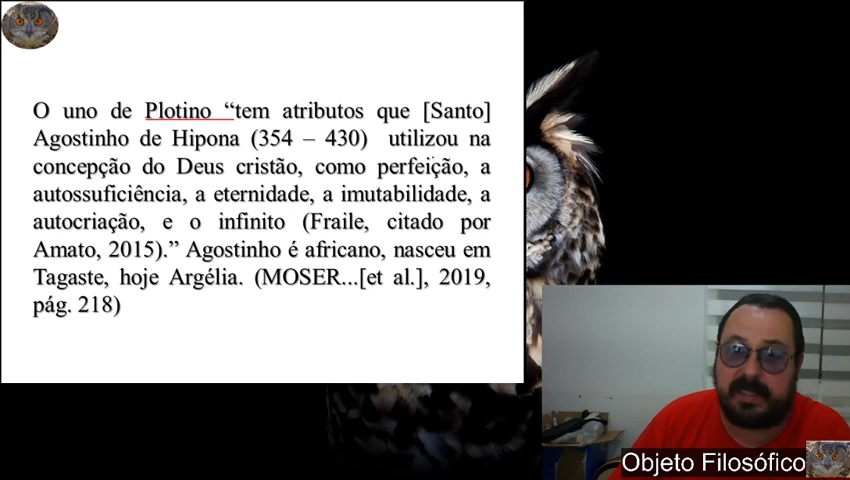 O uno de Plotino “tem atributos que [Santo]
Agostinho de Hipona (354 – 430) utilizou na
concepção do Deus cristão, como perfeição, a
autossuficiência, a eternidade, a imutabilidade, a
autocriação, e o infinito (Fraile, citado por
Amato, 2015).” Agostinho é africano, nasceu em
Tagaste, hoje Argélia. (MOSER...[et al.], 2019,
pág. 218)
Objeto Filosófico